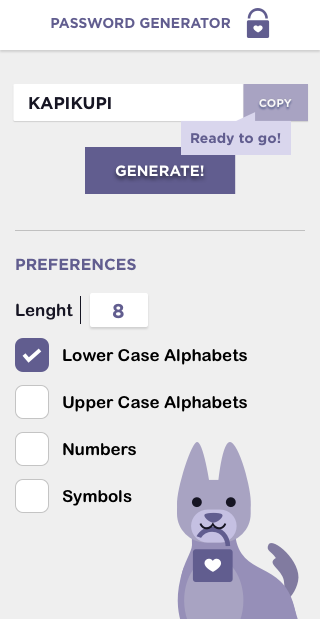 PASSWORD GENERATOR
KAPIKUPI
COPY
Ready to go!
GENERATE!
PREFERENCES
Lenght
8
Lower Case Alphabets
Upper Case Alphabets
Numbers
Symbols